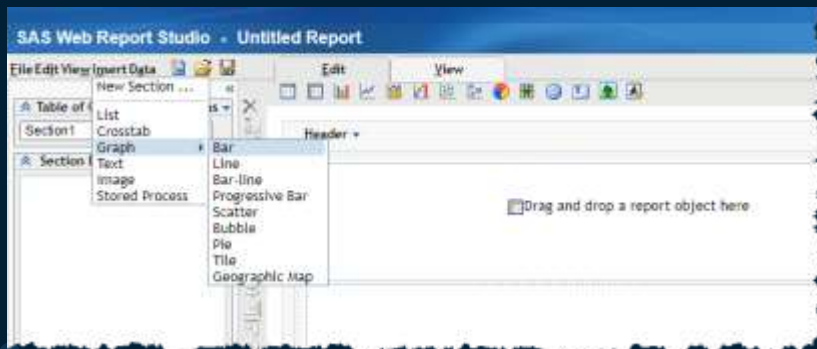 SAS Web Report Studio - Untitled Report
File Edit View Insert Data
Edit
View
New Section ...
Table of
Section1
List
Crosstab
Graph
Text
Image
Stored Process
Section
Bar
Line
Bar-line
Progressive Bar
Scatter
Bubble
Pie
Tile
Geographic Map
Header
Drag and drop a report object here